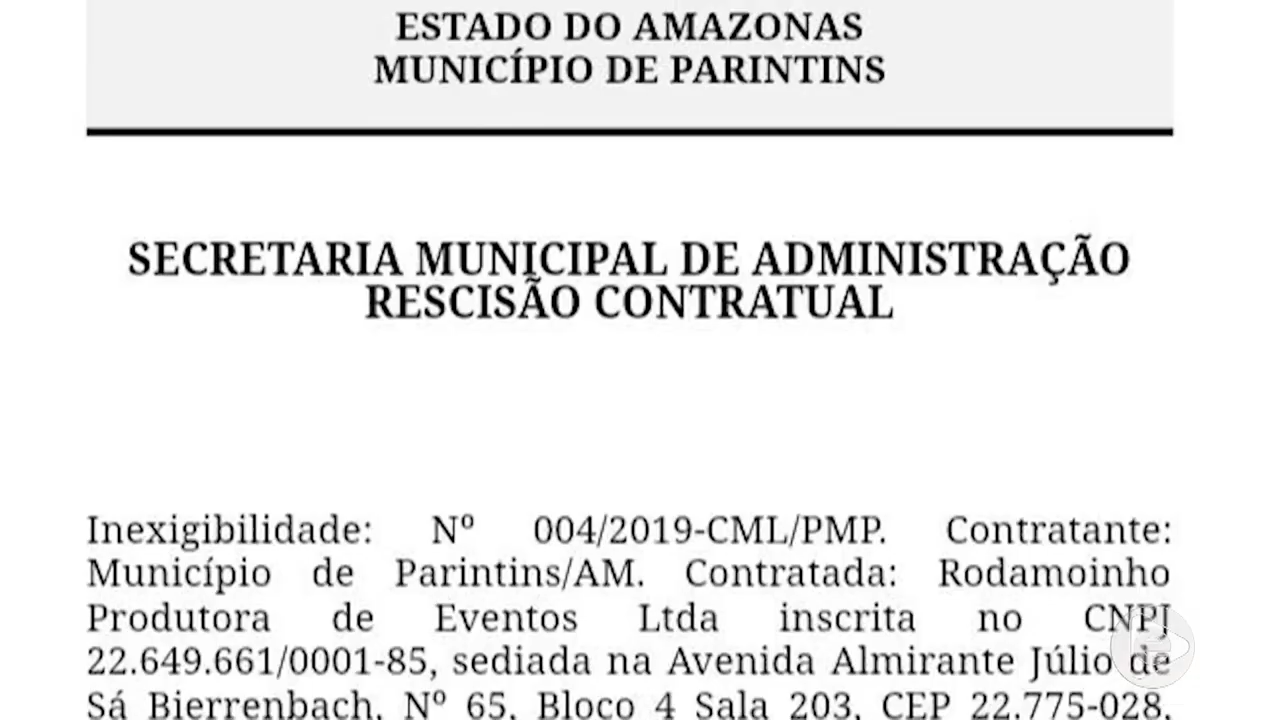 ESTADO DO AMAZONAS
MUNICÍPIO DE PARINTINS
SECRETARIA MUNICIPAL DE ADMINISTRAÇÃO
RESCISÃO CONTRATUAL
Inexigibilidade: Nº 004/2019-CML/PMP. Contratante:
Município de Parintins/AM. Contratada: Rodamoinho
Produtora de Eventos Ltda inscrita no CNPJ
22.649.661/0001-85, sediada na Avenida Almirante Júlio de
Sá Bierrenbach, Nº 65, Bloco 4 Sala 203, CEP 22.775-028,